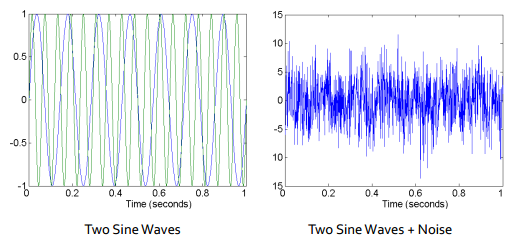 1
0.5
0
-0.5
-1
0 0.2 0.4 0.6 0.8 1
Time (seconds)
Two Sine Waves
15
10
5
0
5
10
15
0 0.2 0.4 0.6 0.8 1
Time (seconds)
Two Sine Waves + Noise